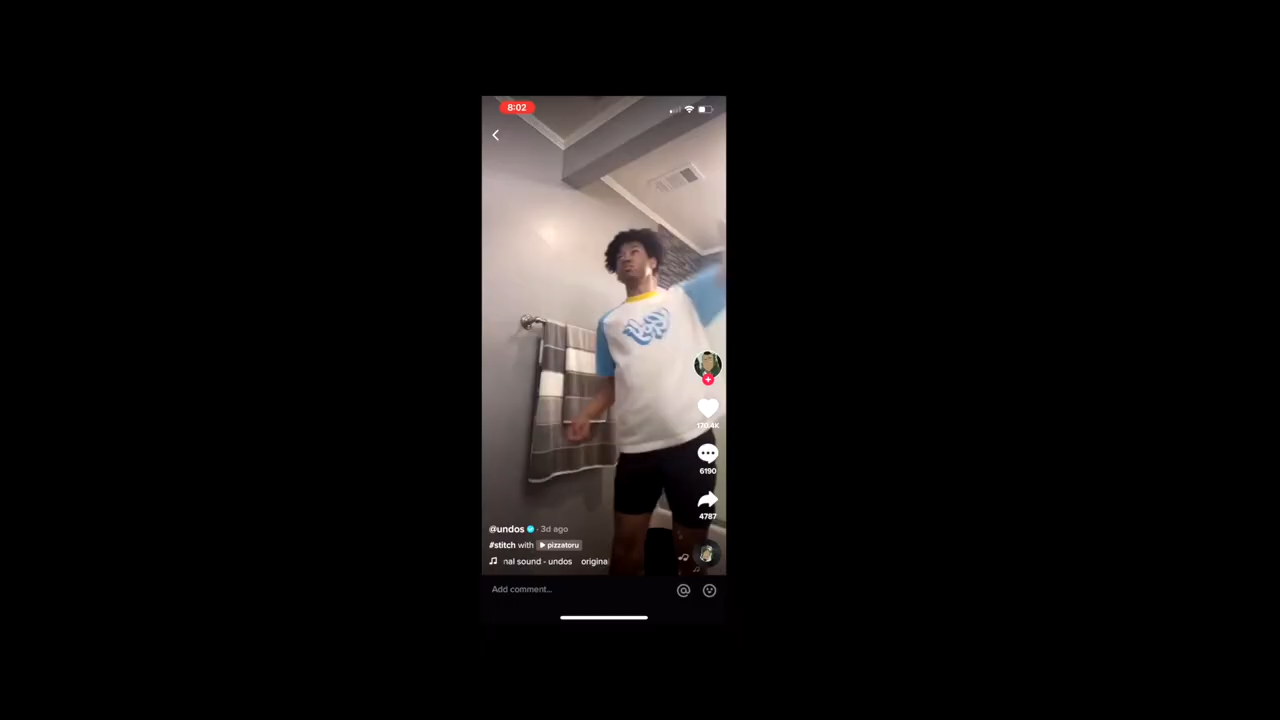 8:02
170.4K
6190
4787
@undos · 3d ago
#stitch with pizzatoru
nal sound - undos origina
Add comment...